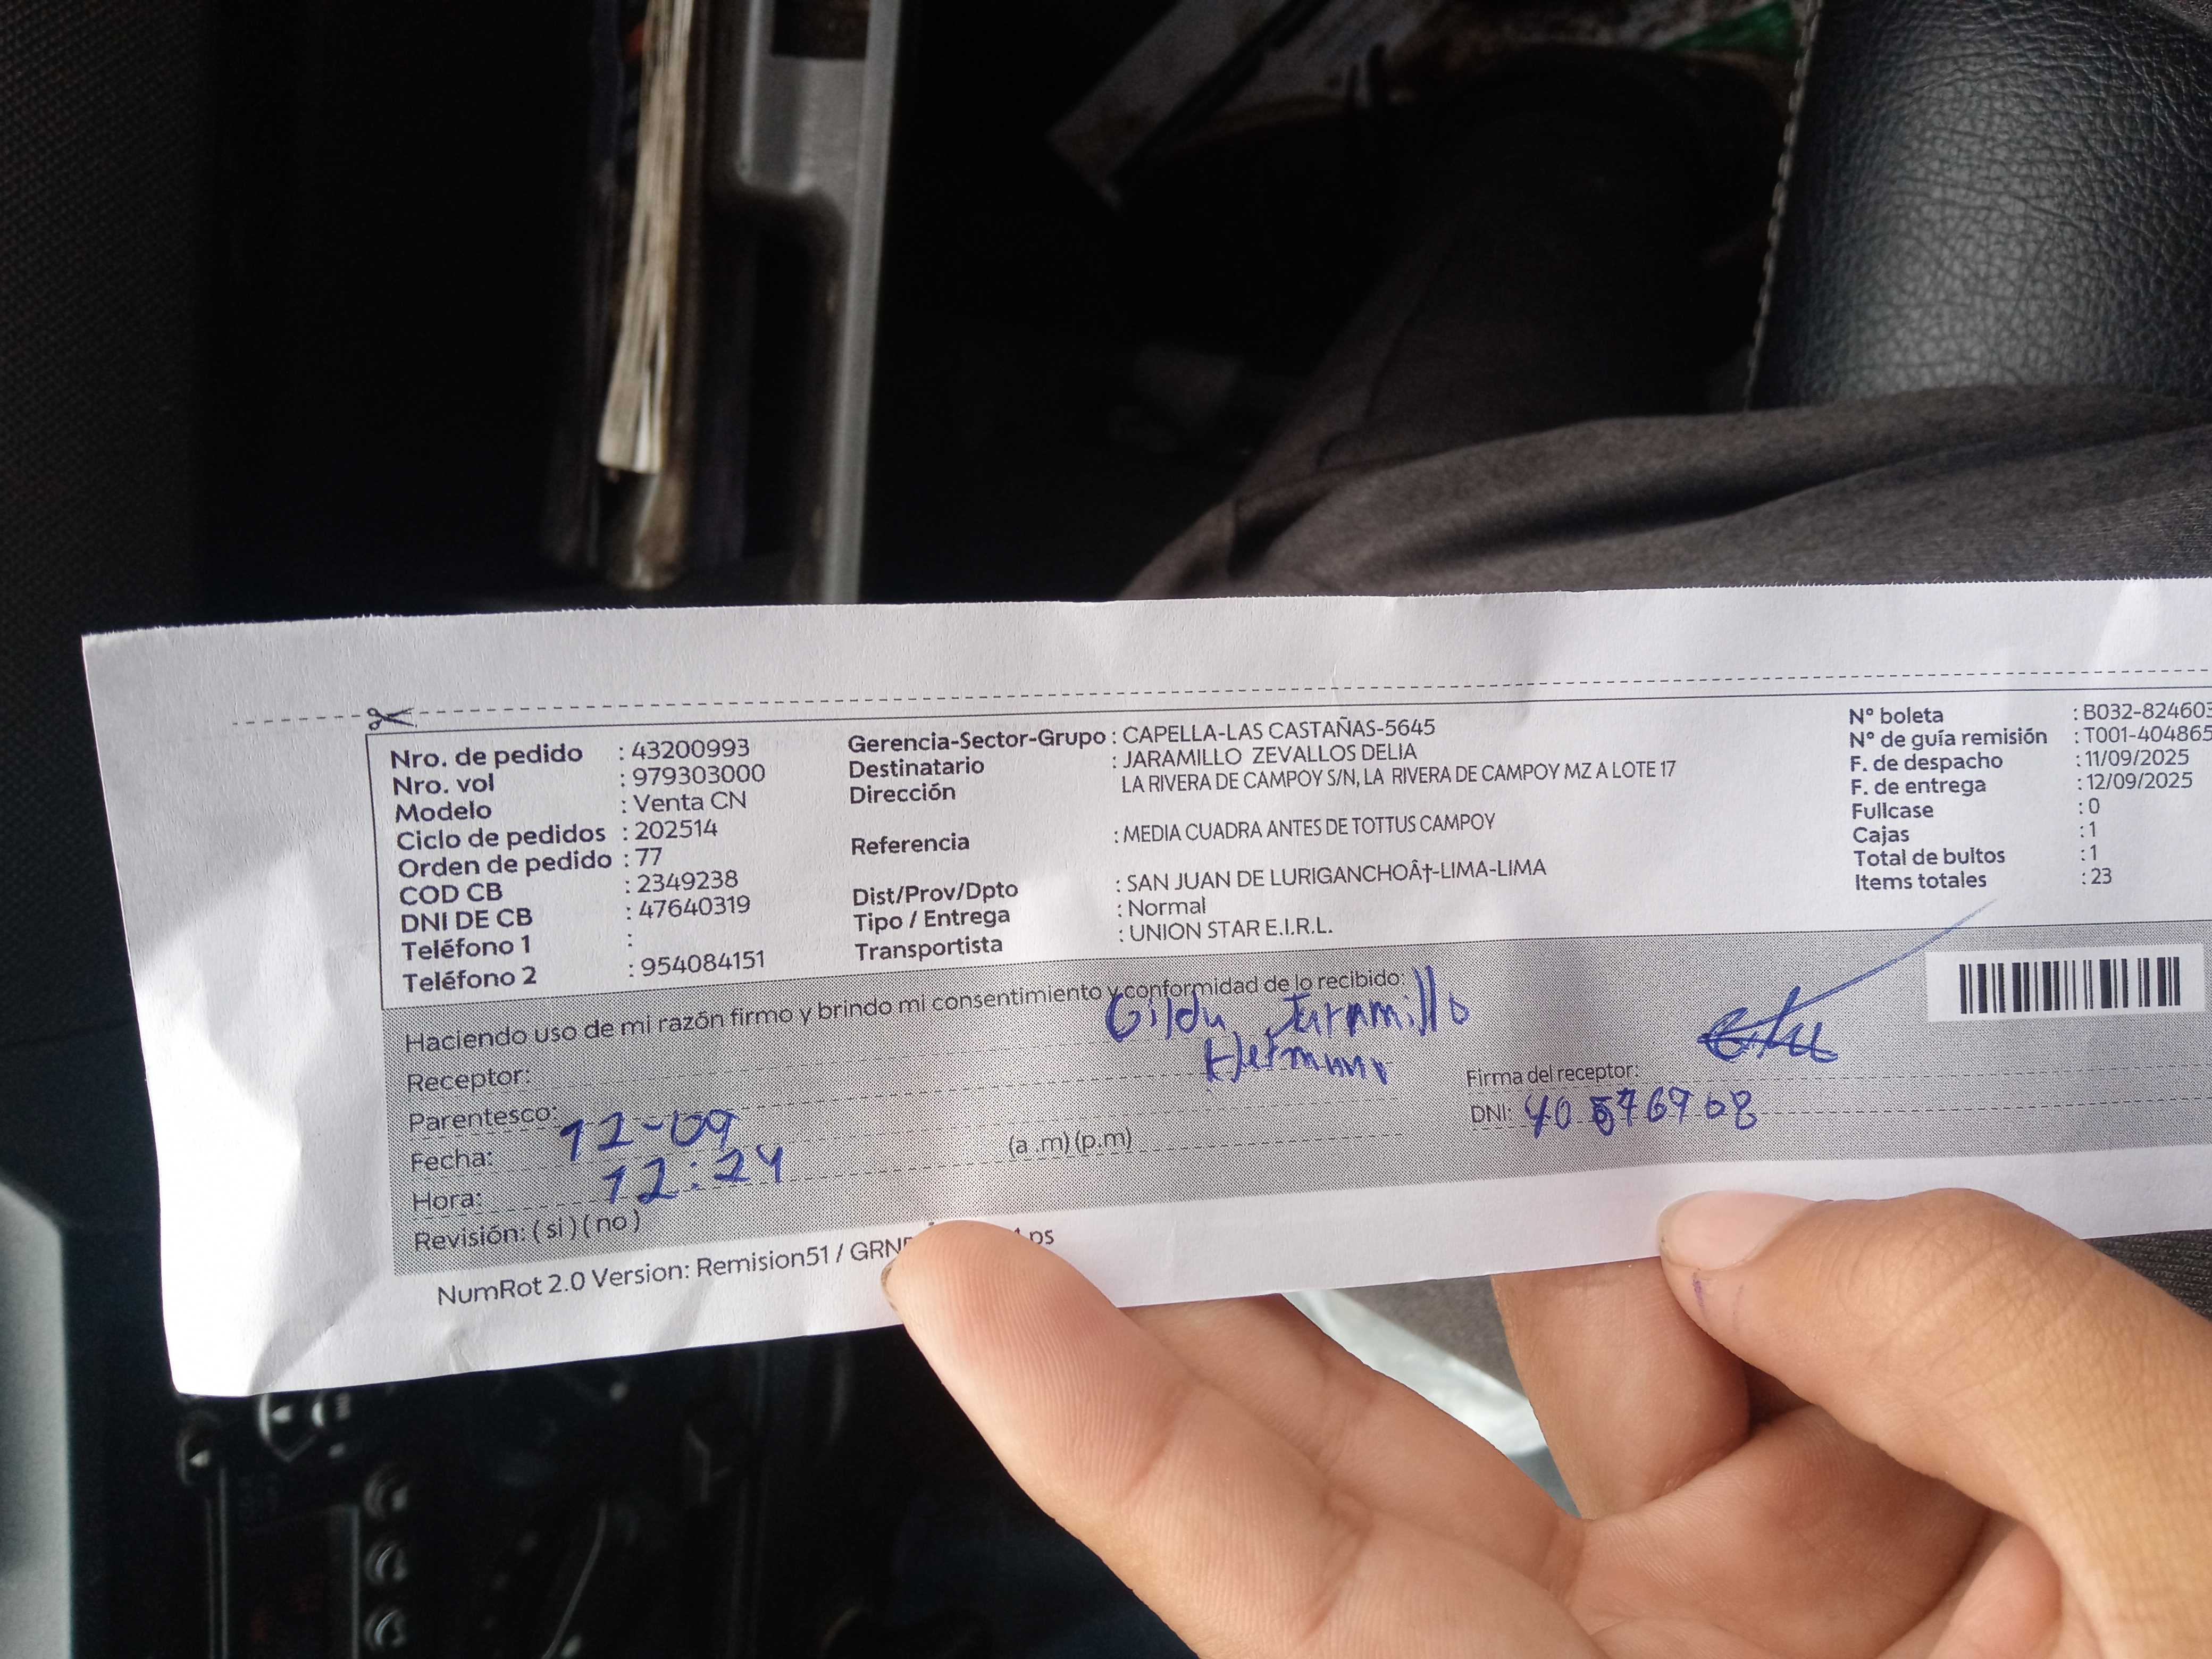 Nro. de pedido : 43200993
Nro. vol : 979303000
Modelo : Venta CN
Ciclo de pedidos : 202514
Orden de pedido : 77
COD CB : 2349238
DNI DE CB : 47640319
Teléfono 1 :
Teléfono 2 : 954084151
Gerencia-Sector-Grupo : CAPELLA-LAS CASTAÑAS-5645
Destinatario : JARAMILLO ZEVALLOS DELIA
Dirección LA RIVERA DE CAMPOY S/N, LA RIVERA DE CAMPOY MZ A LOTE 17
Referencia : MEDIA CUADRA ANTES DE TOTTUS CAMPOY
Dist/Prov/Dpto : SAN JUAN DE LURIGANCHOÂ†-LIMA-LIMA
Tipo / Entrega : Normal
Transportista : UNION STAR E.I.R.L.
N° boleta : B032-824603
N° de guía remisión : T001-404865
F. de despacho : 11/09/2025
F. de entrega : 12/09/2025
Fullcase : 0
Cajas : 1
Total de bultos : 1
Items totales : 23
Haciendo uso de mi razón firmo y brindo mi consentimiento y conformidad de lo recibido:
Receptor: Gilda Jaramillo
Parentesco: Hermana
Fecha: 12-09
Hora: 12:24 (a .m) (p.m)
Revisión: ( si ) ( no )
Firma del receptor:
DNI: 40
NumRot 2.0 Version: Remision51 /